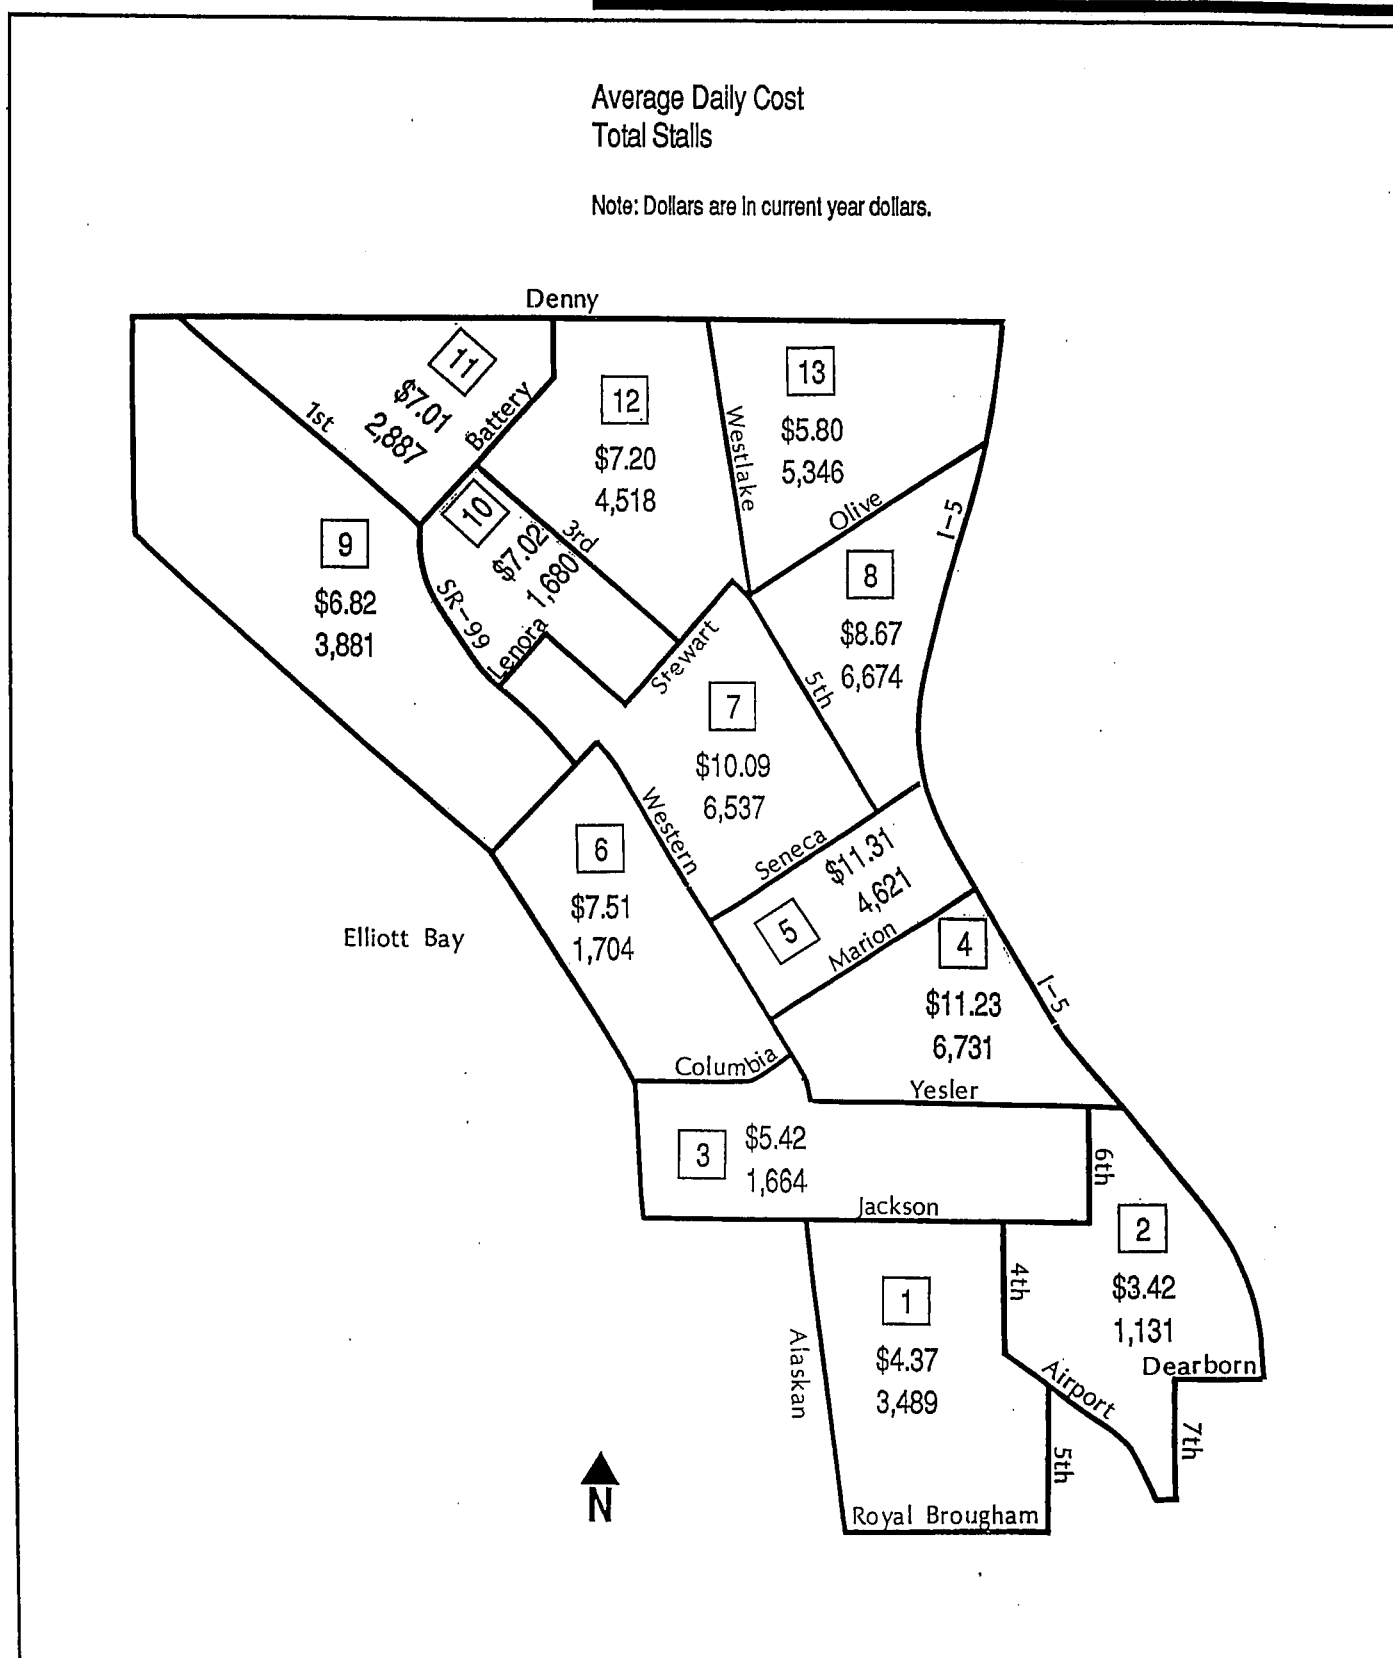 Average Daily Cost
Total Stalls
Note: Dollars are in current year dollars.
Denny
11
$7.01
2,887
1st
Battery
12
$7.20
4,518
Westlake
13
$5.80
5,346
Olive
I-5
9
$6.82
3,881
10
$7.02
1,680
3rd
SR-99
Lenora
Stewart
8
$8.67
6,674
5th
7
$10.09
6,537
Western
Seneca
6
$7.51
1,704
5
$11.31
4,621
Marion
Elliott Bay
4
$11.23
6,731
I-5
Columbia
Yesler
3
$5.42
1,664
6th
Jackson
2
$3.42
1,131
4th
1
$4.37
3,489
Alaskan
Airport
Dearborn
7th
5th
Royal Brougham
N